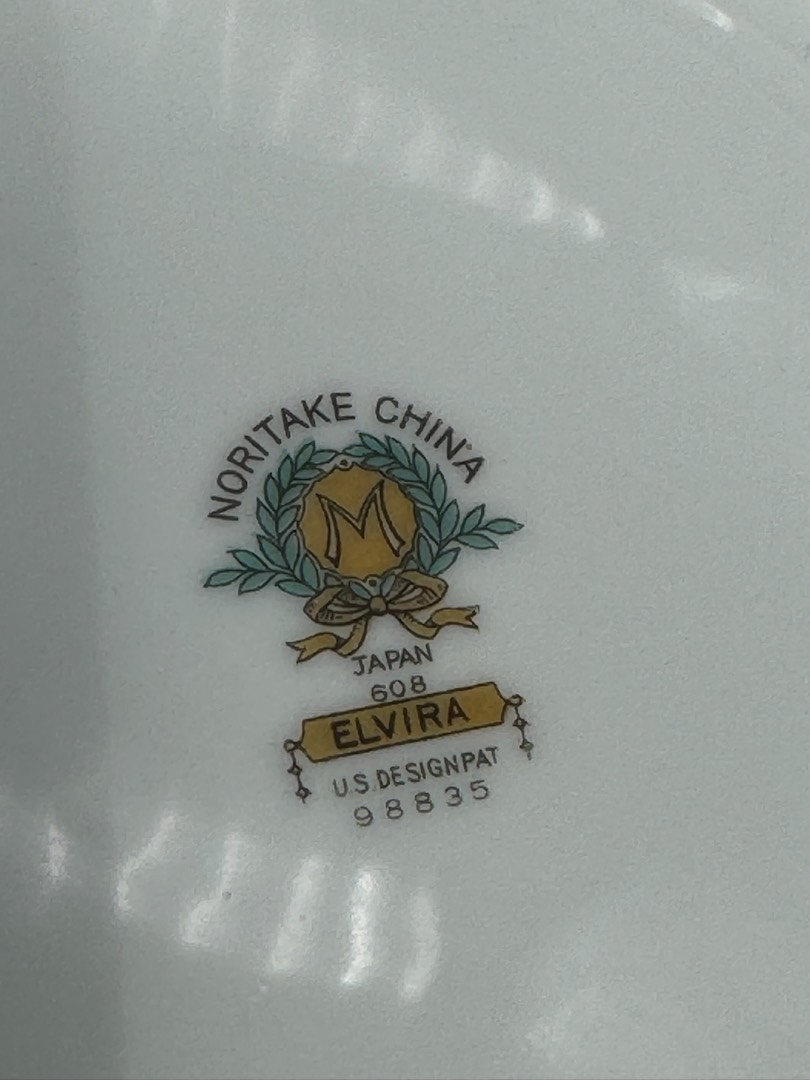 NORITAKE CHINA
M
JAPAN
608
ELVIRA
U.S.DESIGN PAT
98835